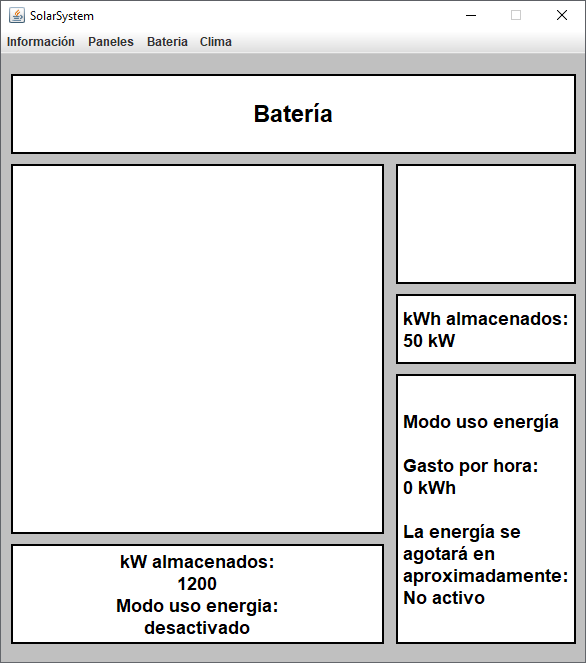 SolarSystem
Información Paneles Bateria Clima
Batería
kWh almacenados:
50 kW
Modo uso energía
Gasto por hora:
0 kWh
La energía se
agotará en
aproximadamente:
No activo
kW almacenados:
1200
Modo uso energia:
desactivado